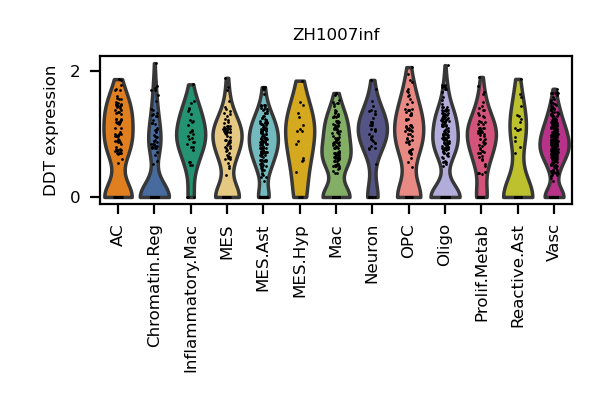 ZH1007inf
DDT expression
2
0
AC
Chromatin.Reg
Inflammatory.Mac
MES
MES.Ast
MES.Hyp
Mac
Neuron
OPC
Oligo
Prolif.Metab
Reactive.Ast
Vasc